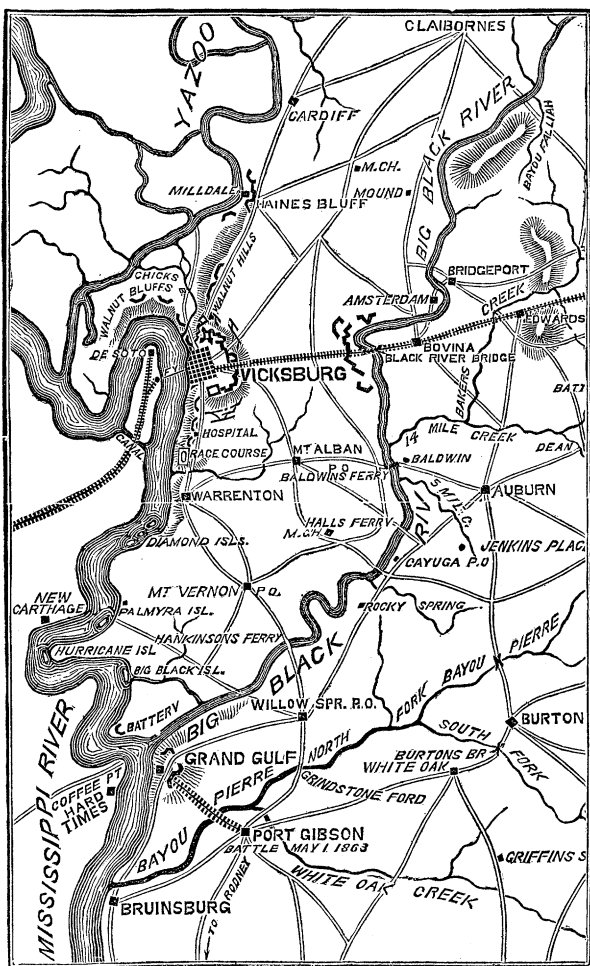 CLAIBORNES
YAZOO
CARDIFF
BIG BLACK RIVER
BAYOU FALLIAH
M.CH.
MOUND
MILLDALE
HAINES BLUFF
WALNUT HILLS
CHICKS
WALNUT BLUFFS
BRIDGEPORT
AMSTERDAM
CREEK
EDWARDS
BAKERS
BOVINA
BLACK RIVER BRIDGE
DE SOTO
VICKSBURG
BATT
CANAL
HOSPITAL
RACE COURSE
14 MILE CREEK
DEAN
MT. ALBAN
P.O.
BALDWINS FERRY
BALDWIN
WARRENTON
5 MIL. C.
AUBURN
HALLS FERRY
M.CH
RIV
DIAMOND ISLS.
JENKINS PLAC
CAYUGA P.O
MT VERNON
P.O.
NEW
CARTHAGE
PALMYRA ISL.
ROCKY SPRING
HANKINSONS FERRY
HURRICANE ISL
BIG BLACK ISL.
BIG BLACK
BATTERY
WILLOW SPR. P.O.
NORTH FORK BAYOU PIERRE
BURTON
SOUTH FORK
MISSISSIPPI RIVER
GRAND GULF
BURTONS BR
WHITE OAK
COFFEE PT
HARD
TIMES
GRINDSTONE FORD
BAYOU PIERRE
PORT GIBSON
BATTLE MAY 1. 1863
GRIFFINS S
WHITE OAK CREEK
BRUINSBURG
TO RODNEY